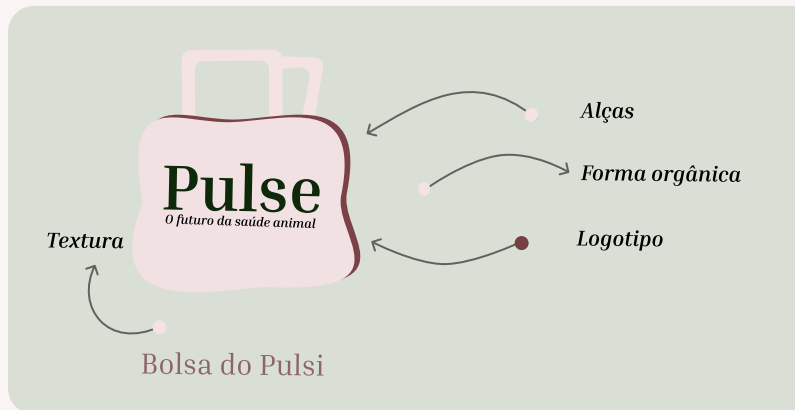 Alças
Pulse
O futuro da saúde animal
Forma orgânica
Textura
Logotipo
Bolsa do Pulsi